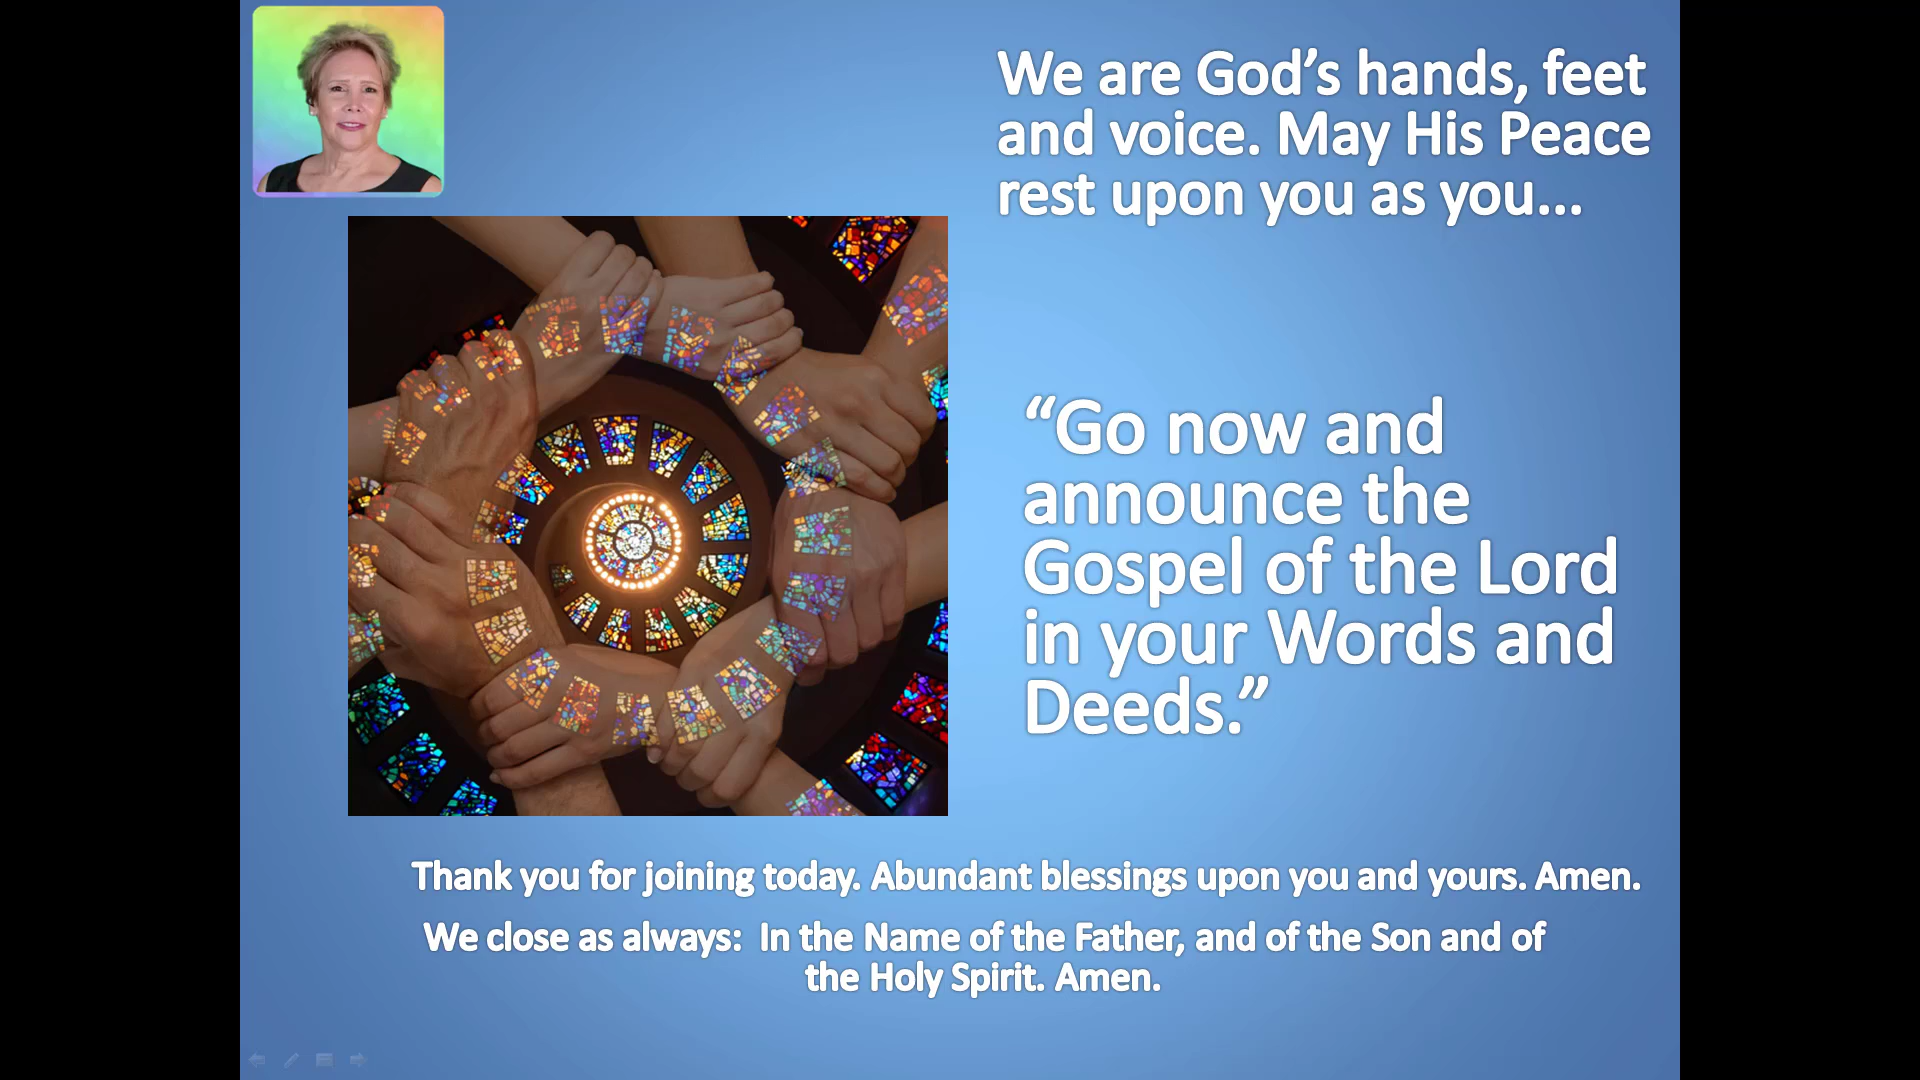 We are God’s hands, feet
and voice. May His Peace
rest upon you as you...
“Go now and
announce the
Gospel of the Lord
in your Words and
Deeds.”
Thank you for joining today. Abundant blessings upon you and yours. Amen.
We close as always:  In the Name of the Father, and of the Son and of
the Holy Spirit. Amen.